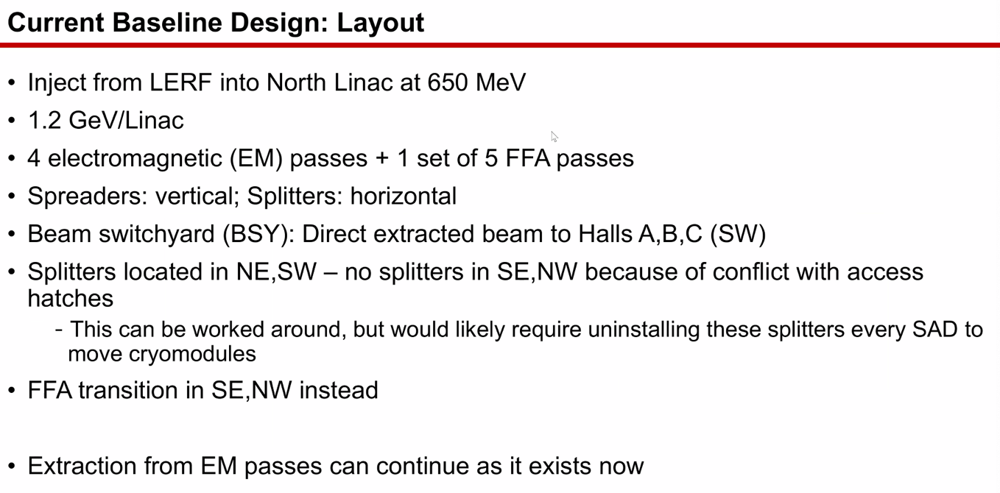 Current Baseline Design: Layout
• Inject from LERF into North Linac at 650 MeV
• 1.2 GeV/Linac
• 4 electromagnetic (EM) passes + 1 set of 5 FFA passes
• Spreaders: vertical; Splitters: horizontal
• Beam switchyard (BSY): Direct extracted beam to Halls A,B,C (SW)
• Splitters located in NE,SW – no splitters in SE,NW because of conflict with access
hatches
- This can be worked around, but would likely require uninstalling these splitters every SAD to
move cryomodules
• FFA transition in SE,NW instead
• Extraction from EM passes can continue as it exists now